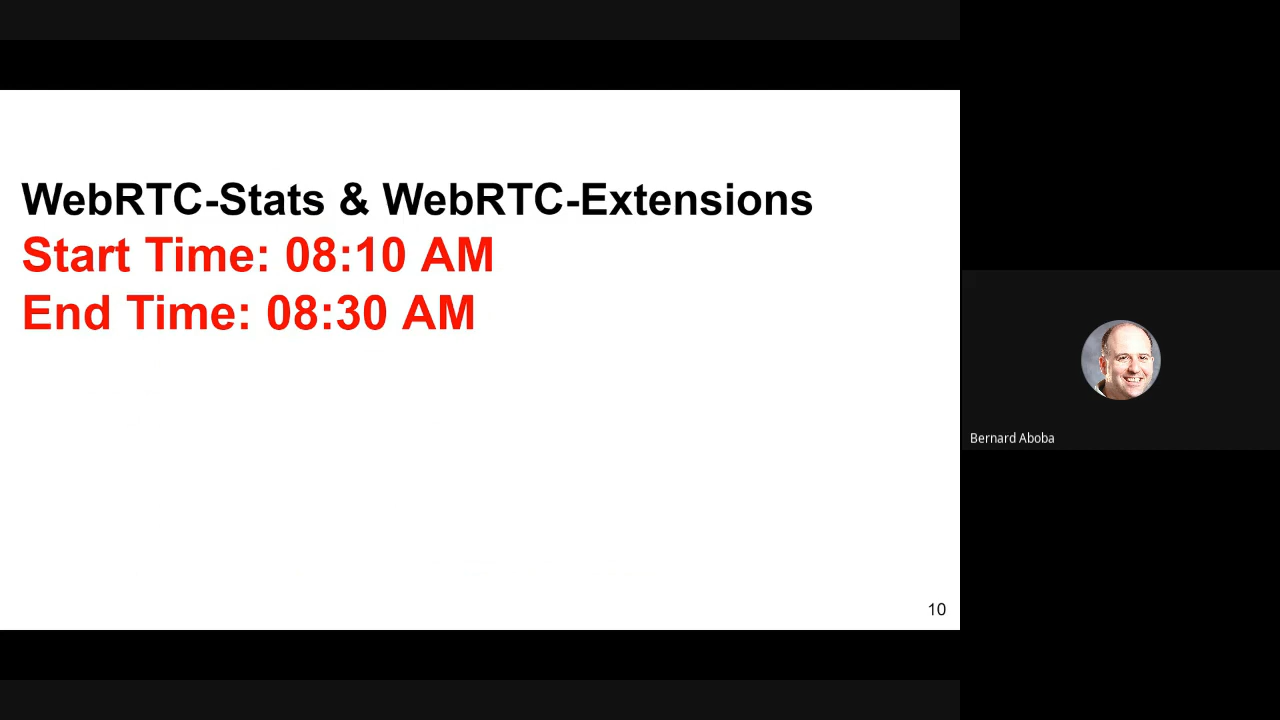 WebRTC-Stats & WebRTC-Extensions
Start Time: 08:10 AM
End Time: 08:30 AM
10
Bernard Aboba